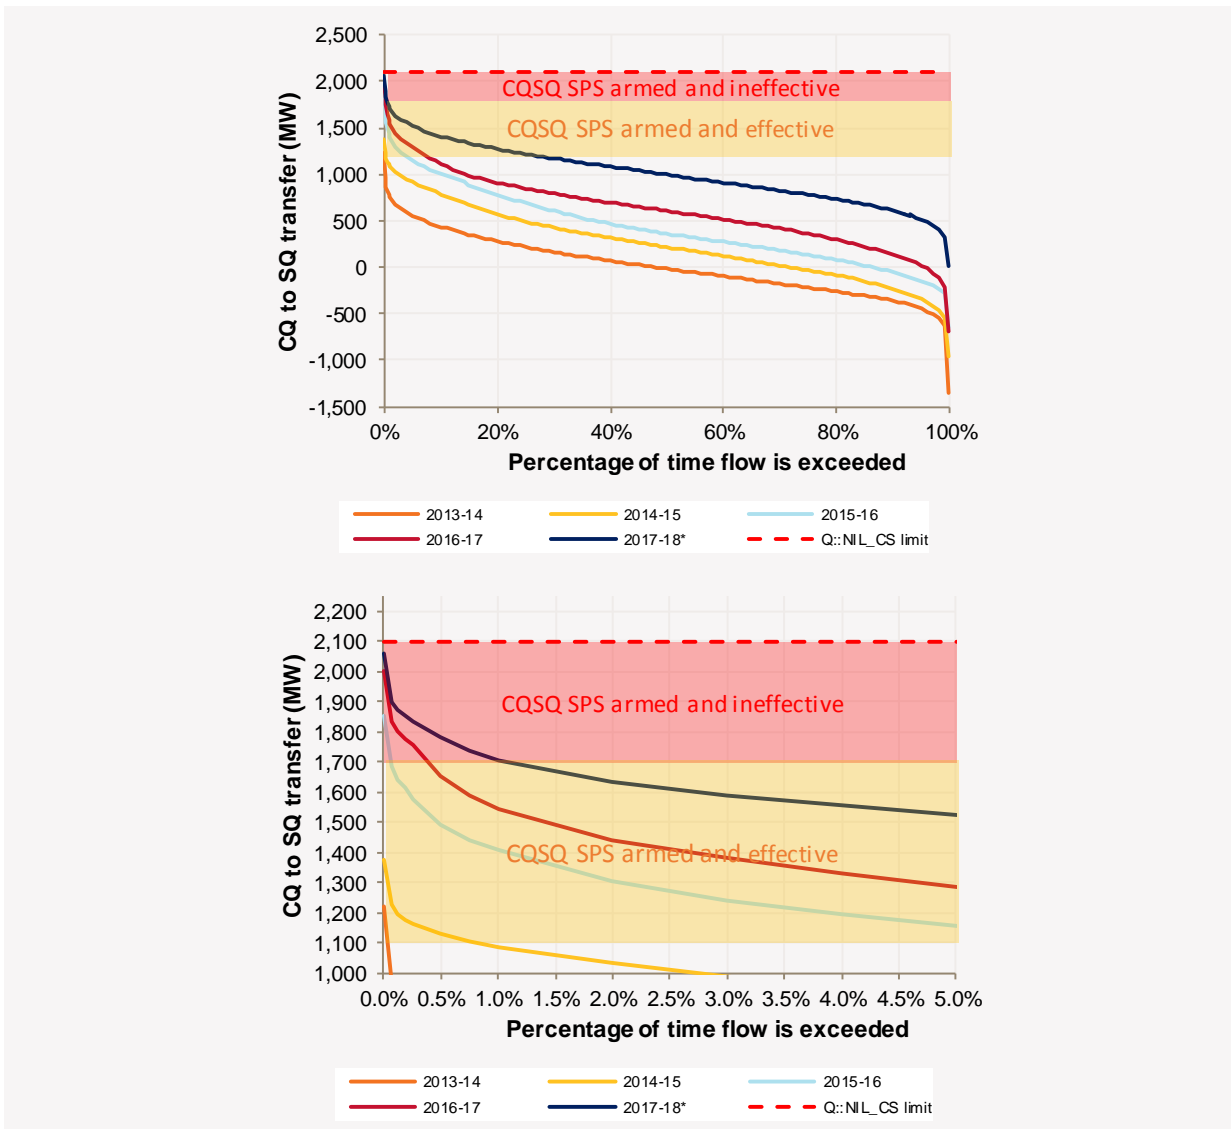 2,500
2,000
1,500
1,000
500
0
-500
-1,000
-1,500
CQ to SQ transfer (MW)
CQSQ SPS armed and ineffective
CQSQ SPS armed and effective
0% 20% 40% 60% 80% 100%
Percentage of time flow is exceeded
2013-14 2014-15 2015-16
2016-17 2017-18* Q::NIL_CS limit
2,200
2,100
2,000
1,900
1,800
1,700
1,600
1,500
1,400
1,300
1,200
1,100
1,000
CQ to SQ transfer (MW)
CQSQ SPS armed and ineffective
CQSQ SPS armed and effective
0.0% 0.5% 1.0% 1.5% 2.0% 2.5% 3.0% 3.5% 4.0% 4.5% 5.0%
Percentage of time flow is exceeded
2013-14 2014-15 2015-16
2016-17 2017-18* Q::NIL_CS limit